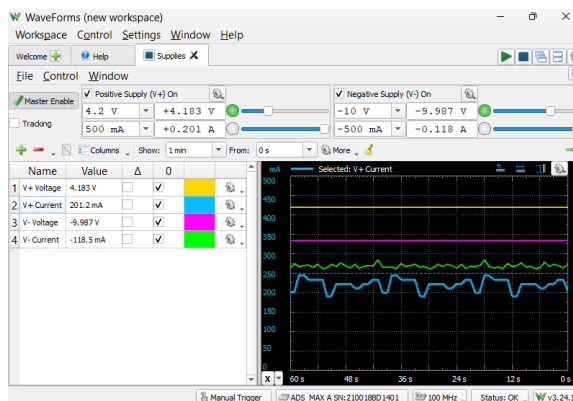 WaveForms (new workspace)
Workspace Control Settings Window Help
Welcome Help Supplies
File Control Window
Master Enable
Tracking
Positive Supply (V+) On
4.2 V +4.183 V
500 mA +0.201 A
Negative Supply (V-) On
-10 V -9.987 V
-500 mA -0.118 A
Columns Show: 1 min From: 0 s More
Name Value Δ 0
1 V+ Voltage 4.183 V
2 V+ Current 201.2 mA
3 V- Voltage -9.987 V
4 V- Current -118.5 mA
mA Selected: V+ Current
500
450
400
350
300
250
200
150
100
50
0
X 60 s 48 s 36 s 24 s 12 s 0 s
Manual Trigger ADS MAX A SN:210018BD1401 100 MHz Status: OK v3.24.1